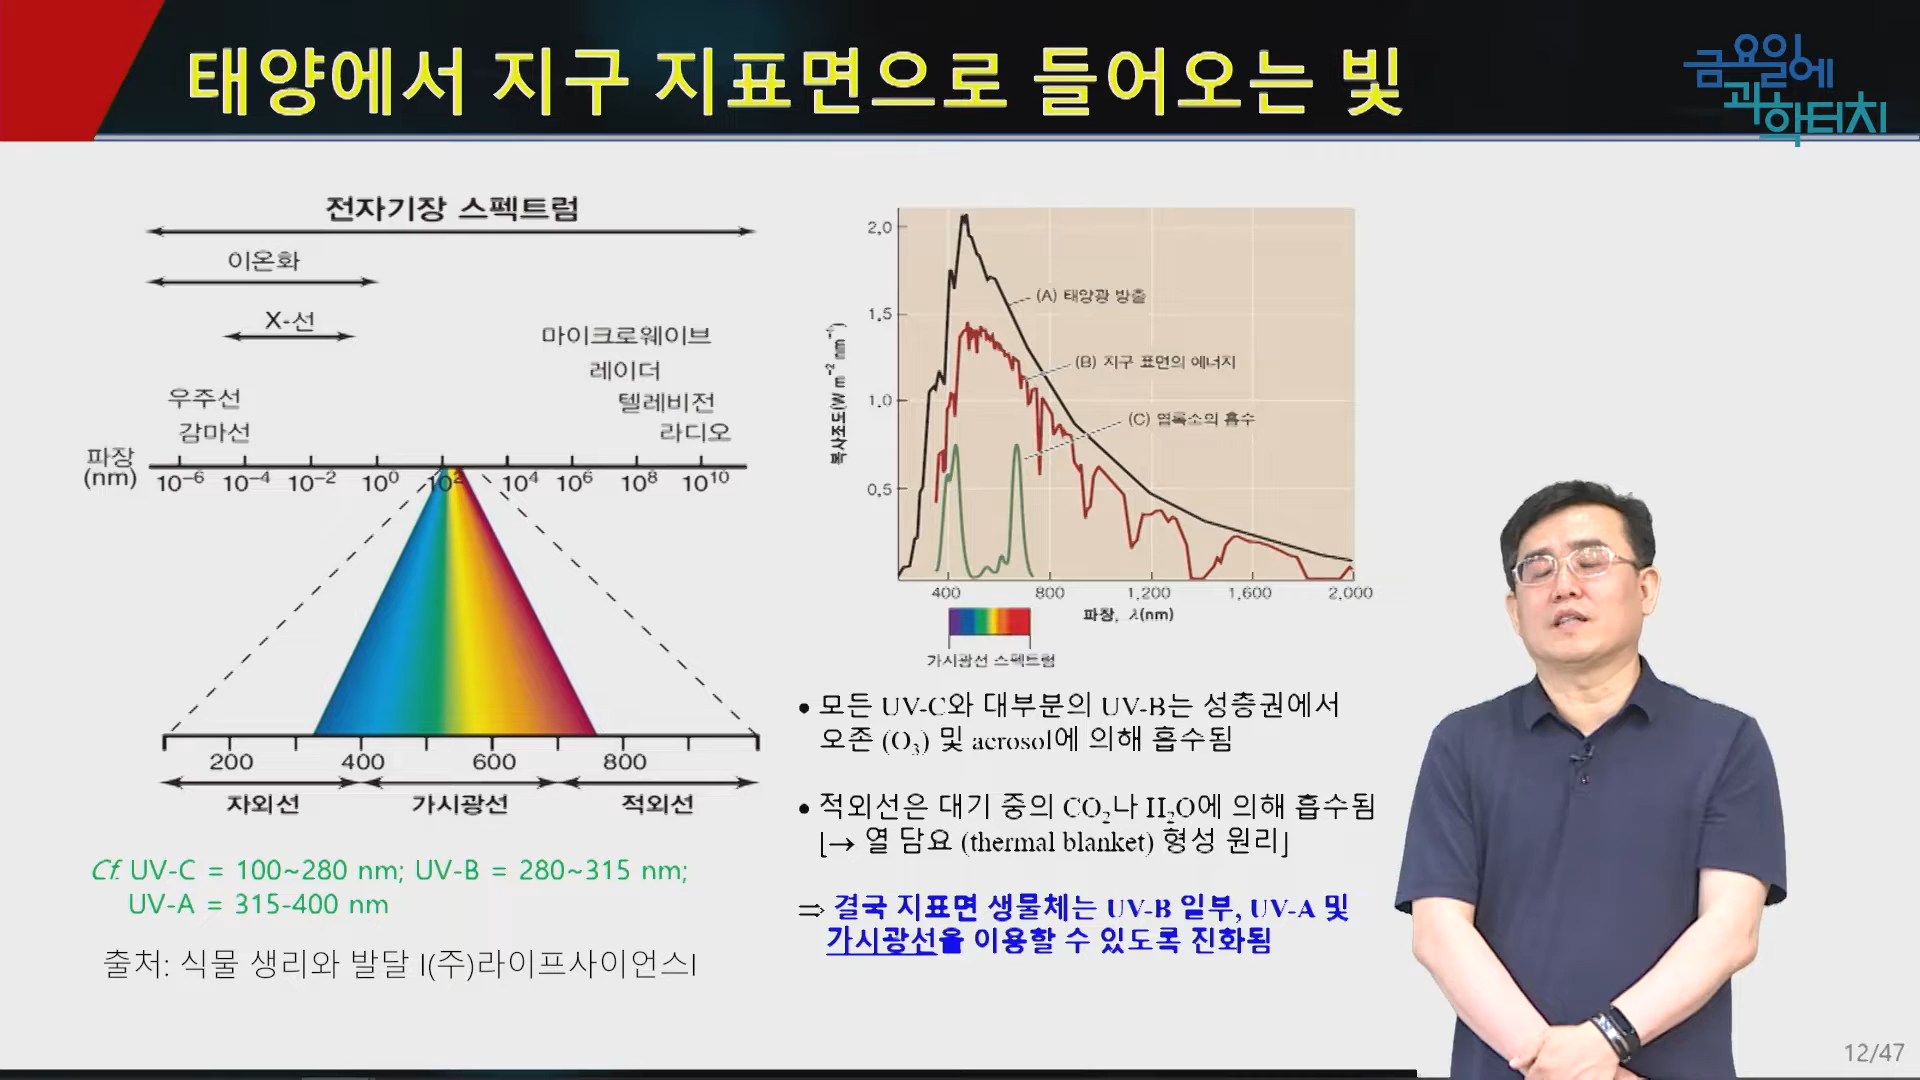 태양에서 지구 지표면으로 들어오는 빛
금요일에
과학터치
전자기장 스펙트럼
이온화
X-선
마이크로웨이브
레이더
우주선
텔레비전
감마선
라디오
파장
(nm)
10⁻⁶ 10⁻⁴ 10⁻² 10⁰ 10² 10⁴ 10⁶ 10⁸ 10¹⁰
200 400 600 800
자외선 가시광선 적외선
Cf. UV-C = 100~280 nm; UV-B = 280~315 nm;
UV-A = 315-400 nm
출처: 식물 생리와 발달 |(주)라이프사이언스|
복사조도(W m⁻² nm⁻¹)
2,0
1,5
1,0
0,5
(A) 태양광 방출
(B) 지구 표면의 에너지
(C) 엽록소의 흡수
400 800 1,200 1,600 2,000
파장, λ(nm)
가시광선 스펙트럼
• 모든 UV-C와 대부분의 UV-B는 성층권에서
오존 (O₃) 및 aerosol에 의해 흡수됨
• 적외선은 대기 중의 CO₂나 H₂O에 의해 흡수됨
[→ 열 담요 (thermal blanket) 형성 원리]
⇒ 결국 지표면 생물체는 UV-B 일부, UV-A 및
가시광선을 이용할 수 있도록 진화됨
12/47